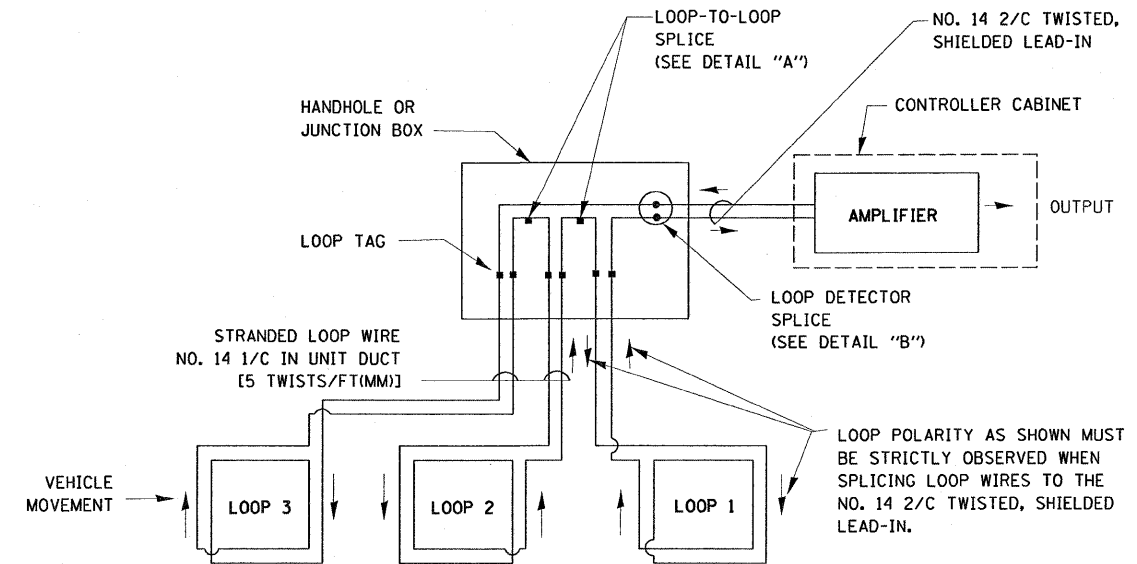 LOOP-TO-LOOP
SPLICE
(SEE DETAIL "A")
NO. 14 2/C TWISTED,
SHIELDED LEAD-IN
HANDHOLE OR
JUNCTION BOX
CONTROLLER CABINET
AMPLIFIER
OUTPUT
LOOP TAG
LOOP DETECTOR
SPLICE
(SEE DETAIL "B")
STRANDED LOOP WIRE
NO. 14 1/C IN UNIT DUCT
[5 TWISTS/FT(MM)]
LOOP POLARITY AS SHOWN MUST
BE STRICTLY OBSERVED WHEN
SPLICING LOOP WIRES TO THE
NO. 14 2/C TWISTED, SHIELDED
LEAD-IN.
VEHICLE
MOVEMENT
LOOP 3
LOOP 2
LOOP 1